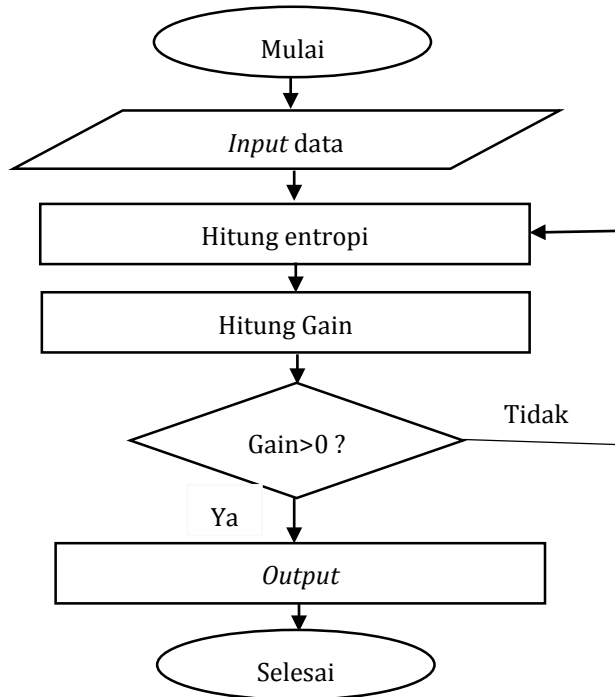 Mulai
Input data
Hitung entropi
Hitung Gain
Gain>0 ?
Tidak
Ya
Output
Selesai